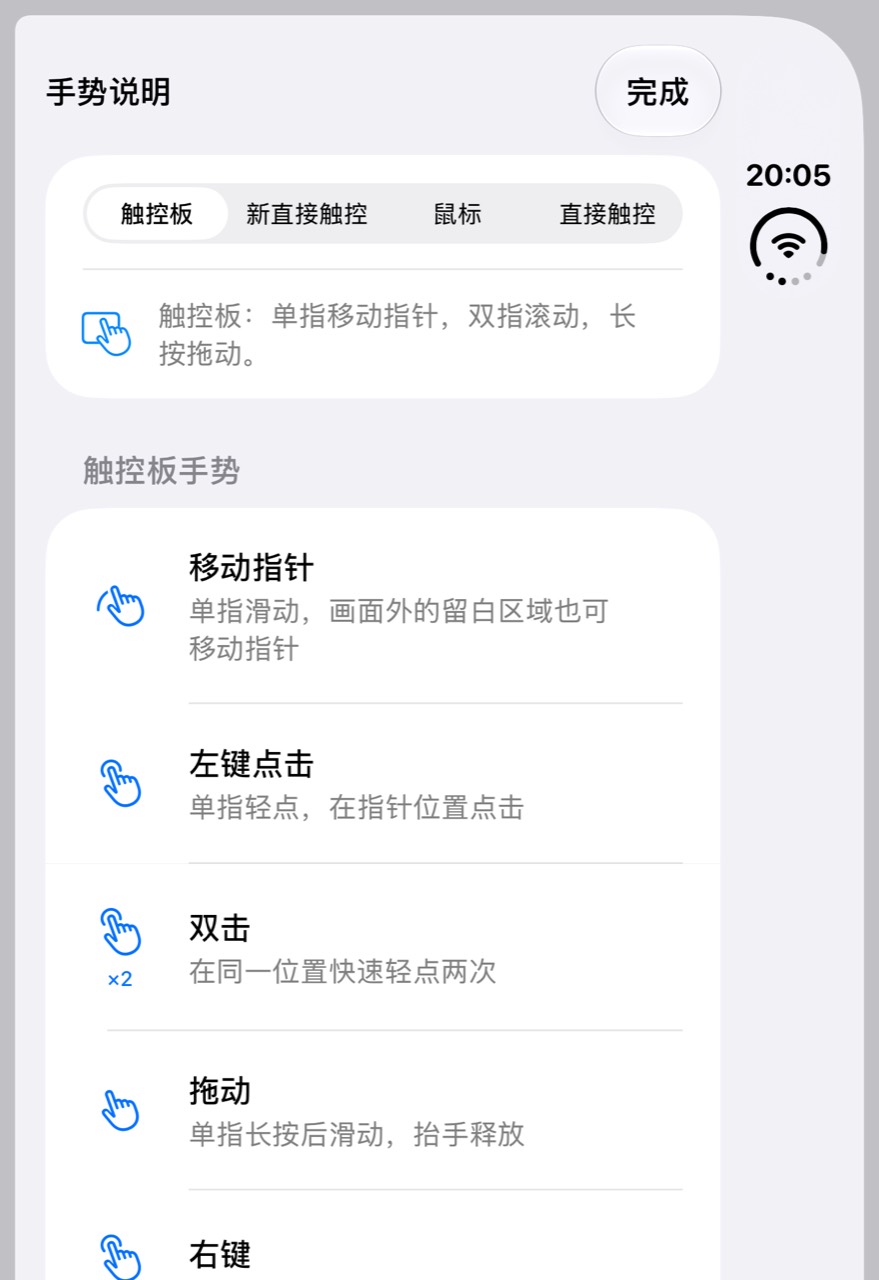 手势说明
完成
20:05
触控板
新直接触控
鼠标
直接触控
触控板：单指移动指针，双指滚动，长
按拖动。
触控板手势
移动指针
单指滑动，画面外的留白区域也可
移动指针
左键点击
单指轻点，在指针位置点击
双击
×2
在同一位置快速轻点两次
拖动
单指长按后滑动，抬手释放
右键